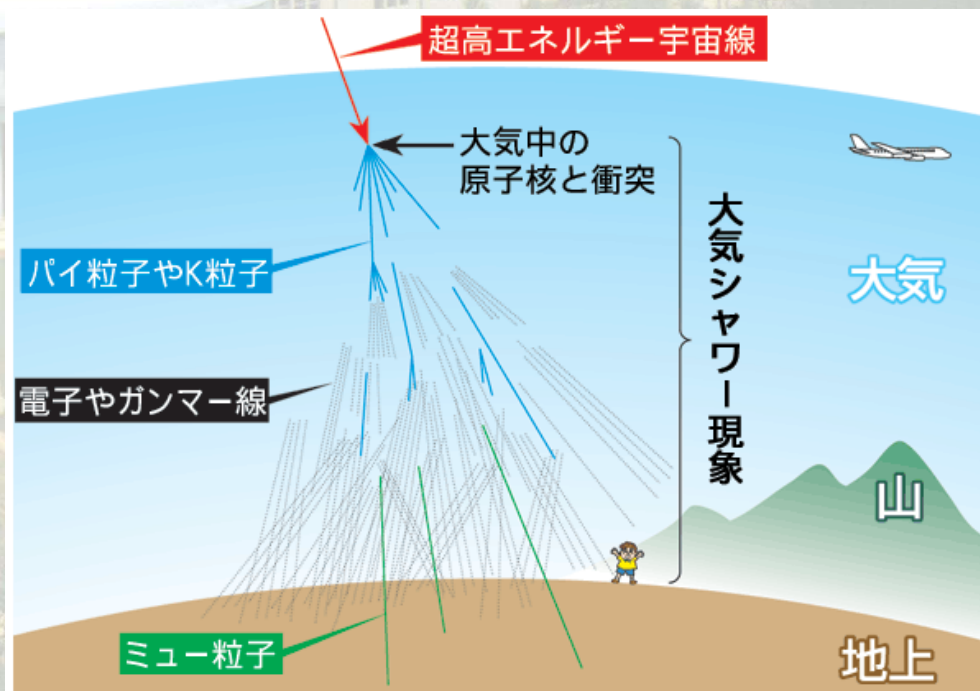 超高エネルギー宇宙線
大気中の
原子核と衝突
パイ粒子やK粒子
大気シャワー現象
大気
電子やガンマー線
山
ミュー粒子
地上